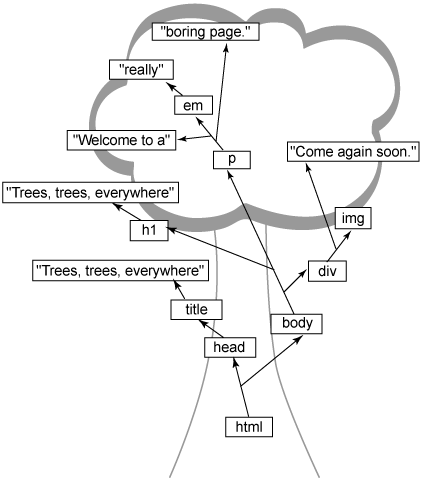 "boring page."
"really"
em
"Welcome to a"
p
"Come again soon."
"Trees, trees, everywhere"
img
h1
"Trees, trees, everywhere"
div
title
body
head
html